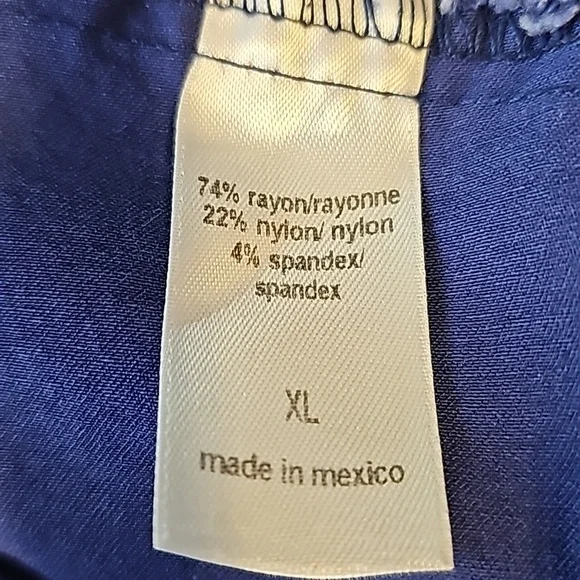 74% rayon/rayonne
22% nylon/ nylon
4% spandex/
spandex
XL
made in mexico